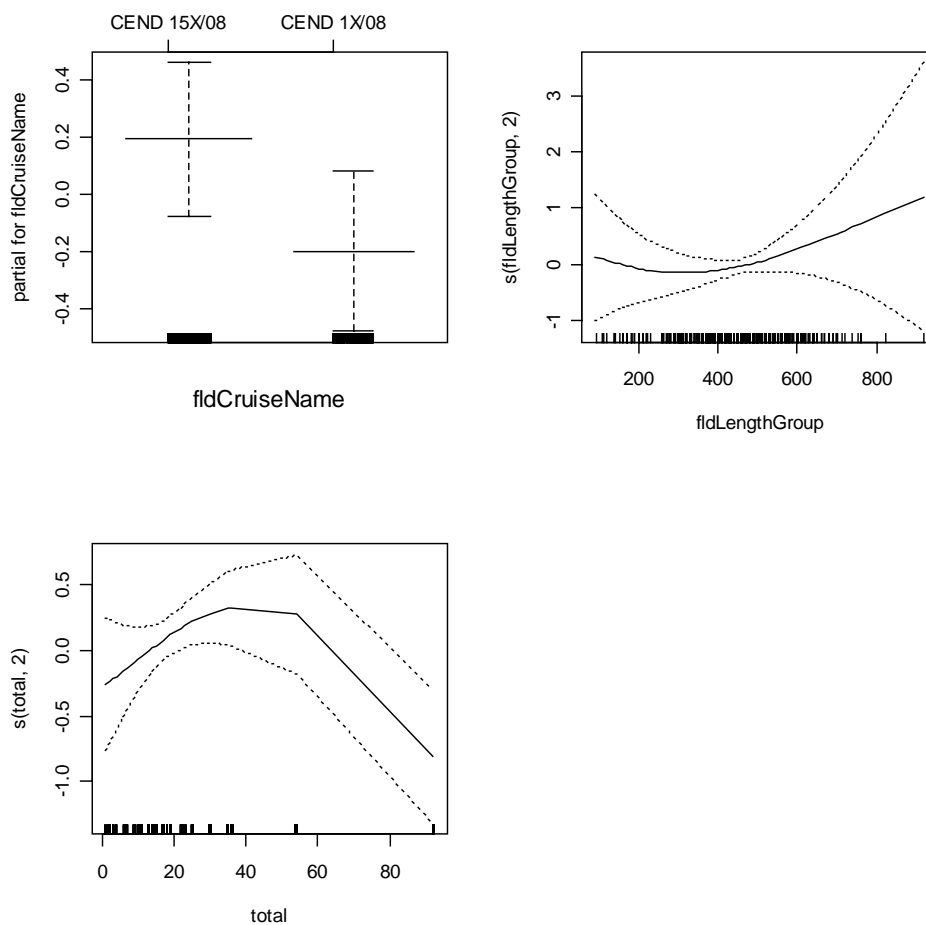 CEND 15X/08 CEND 1X/08
partial for fldCruiseName
0.4
0.2
0.0
-0.2
-0.4
fldCruiseName
s(fldLengthGroup, 2)
3
2
1
0
-1
200 400 600 800
fldLengthGroup
s(total, 2)
0.5
0.0
-0.5
-1.0
0 20 40 60 80
total